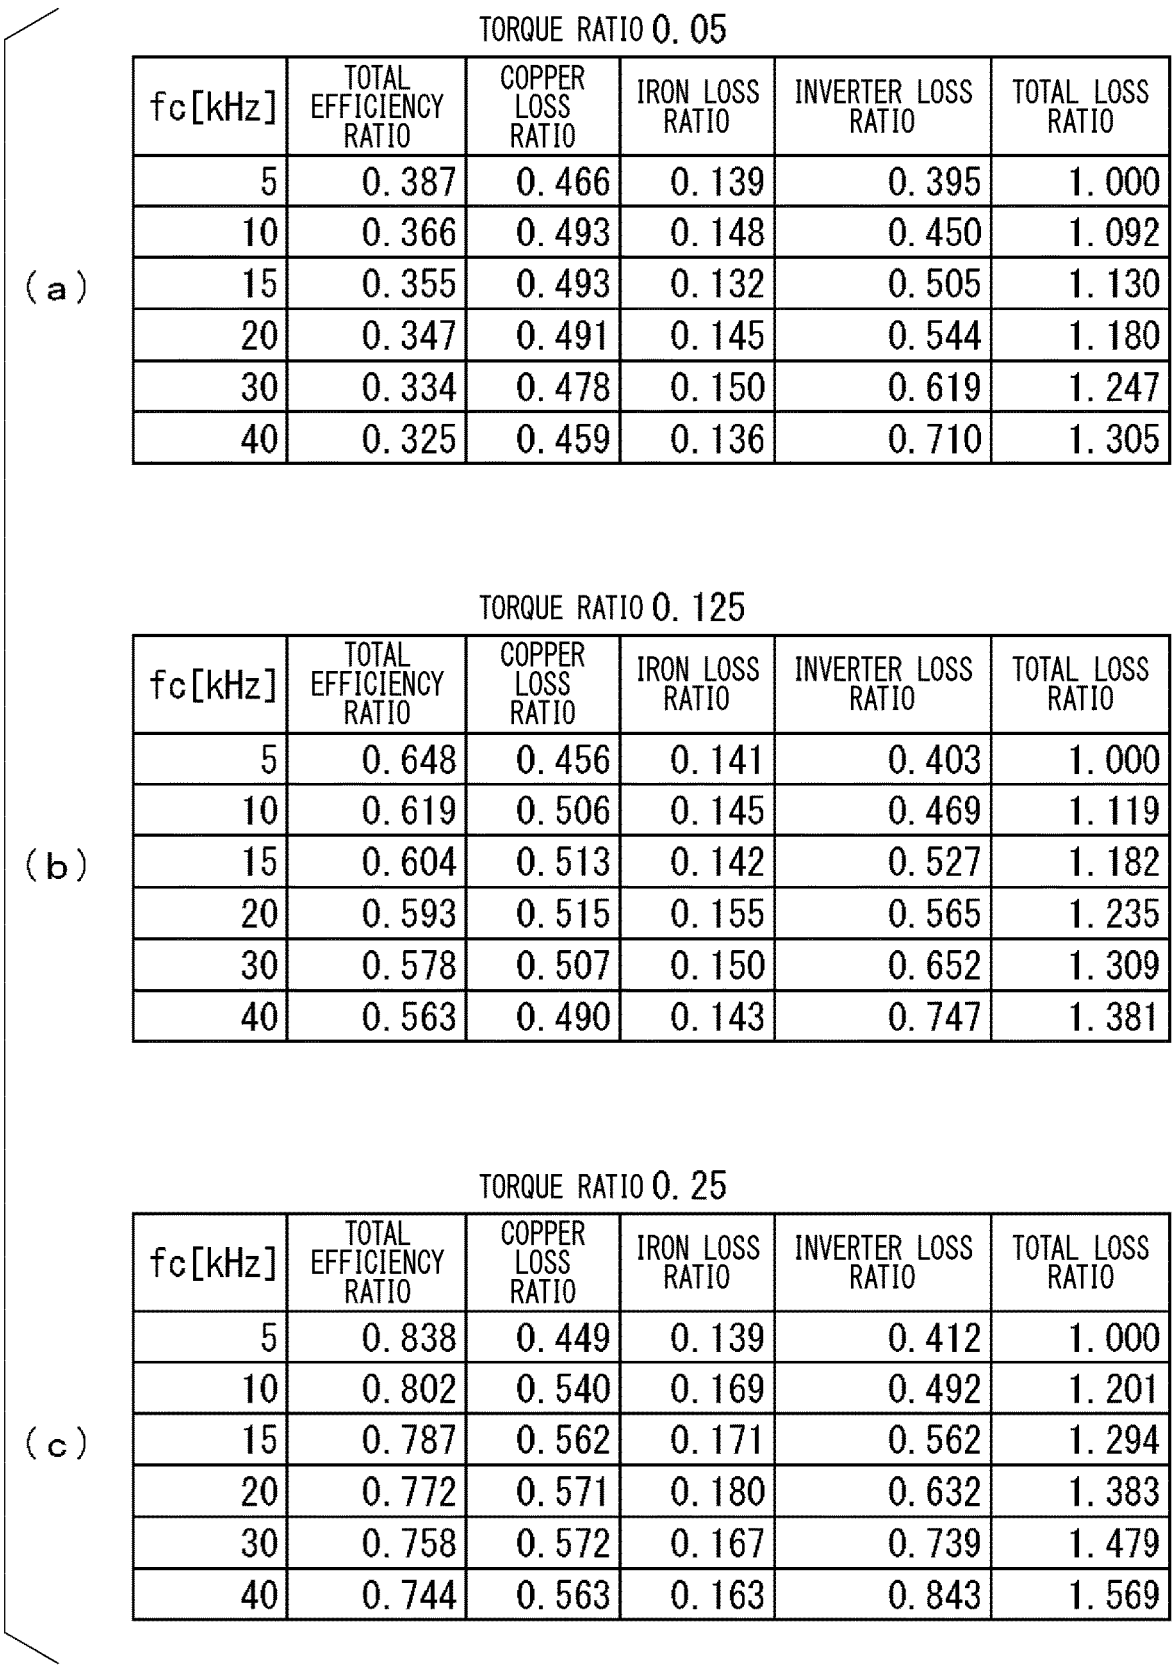 TORQUE RATIO 0.05
fc[kHz] TOTAL EFFICIENCY RATIO COPPER LOSS RATIO IRON LOSS RATIO INVERTER LOSS RATIO TOTAL LOSS RATIO
5 0.387 0.466 0.139 0.395 1.000
10 0.366 0.493 0.148 0.450 1.092
(a)
15 0.355 0.493 0.132 0.505 1.130
20 0.347 0.491 0.145 0.544 1.180
30 0.334 0.478 0.150 0.619 1.247
40 0.325 0.459 0.136 0.710 1.305
TORQUE RATIO 0.125
fc[kHz] TOTAL EFFICIENCY RATIO COPPER LOSS RATIO IRON LOSS RATIO INVERTER LOSS RATIO TOTAL LOSS RATIO
5 0.648 0.456 0.141 0.403 1.000
10 0.619 0.506 0.145 0.469 1.119
(b)
15 0.604 0.513 0.142 0.527 1.182
20 0.593 0.515 0.155 0.565 1.235
30 0.578 0.507 0.150 0.652 1.309
40 0.563 0.490 0.143 0.747 1.381
TORQUE RATIO 0.25
fc[kHz] TOTAL EFFICIENCY RATIO COPPER LOSS RATIO IRON LOSS RATIO INVERTER LOSS RATIO TOTAL LOSS RATIO
5 0.838 0.449 0.139 0.412 1.000
10 0.802 0.540 0.169 0.492 1.201
(c)
15 0.787 0.562 0.171 0.562 1.294
20 0.772 0.571 0.180 0.632 1.383
30 0.758 0.572 0.167 0.739 1.479
40 0.744 0.563 0.163 0.843 1.569